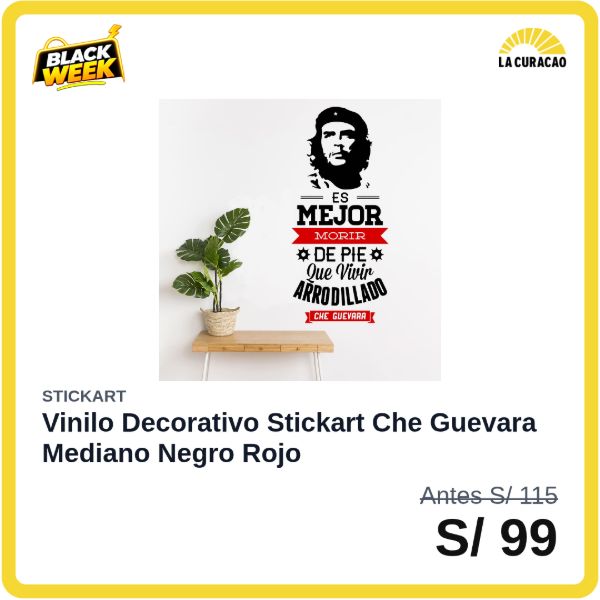 BLACK
WEEK
LA CURACAO
ES
MEJOR
MORIR
DE PIE
Que Vivir
ARRODILLADO
CHE GUEVARA
STICKART
Vinilo Decorativo Stickart Che Guevara
Mediano Negro Rojo
Antes S/ 115
S/ 99